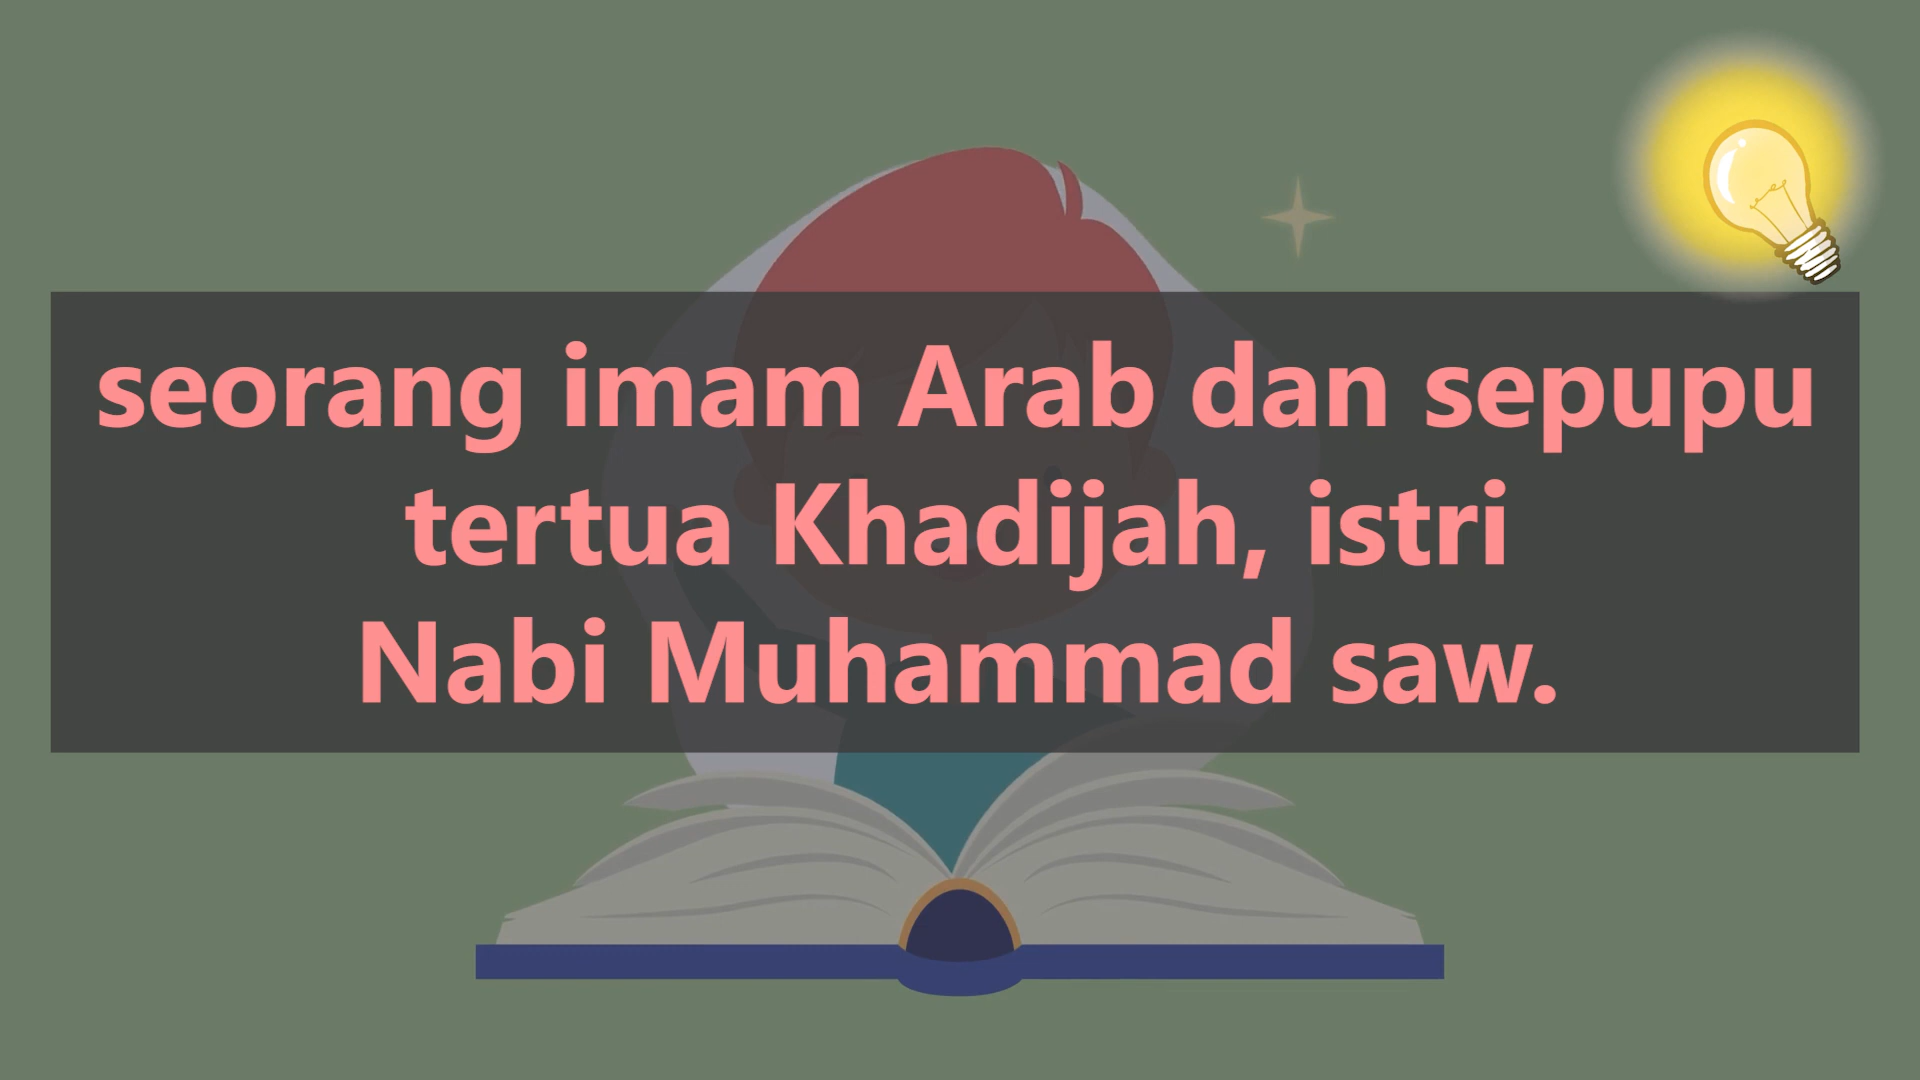 seorang imam Arab dan sepupu
tertua Khadijah, istri
Nabi Muhammad saw.